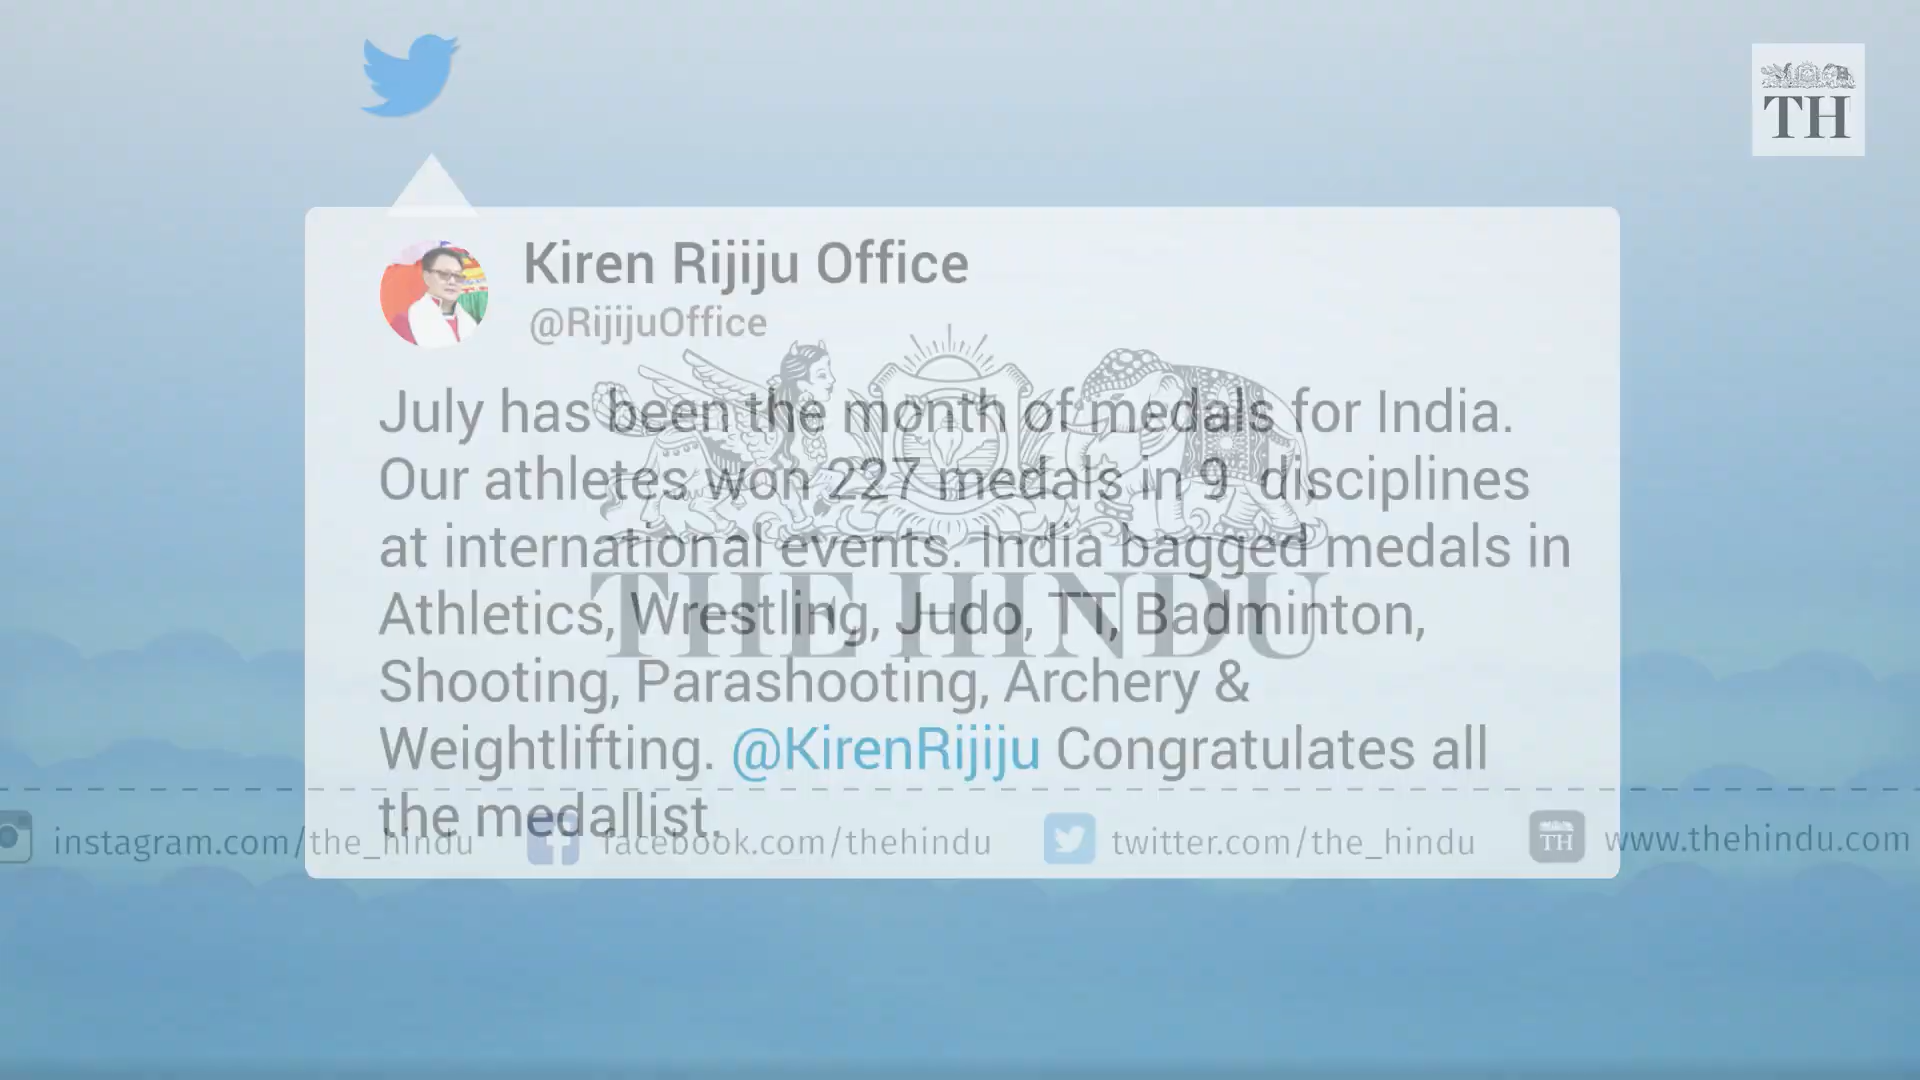 TH
Kiren Rijiju Office
@RijijuOffice
July has been the month of medals for India.
Our athletes won 227 medals in 9 disciplines
at international events. India bagged medals in
Athletics, Wrestling, Judo, TT, Badminton,
Shooting, Parashooting, Archery &
Weightlifting. @KirenRijiju Congratulates all
the medallist.
THE HINDU
instagram.com/the_hindu facebook.com/thehindu twitter.com/the_hindu TH www.thehindu.com